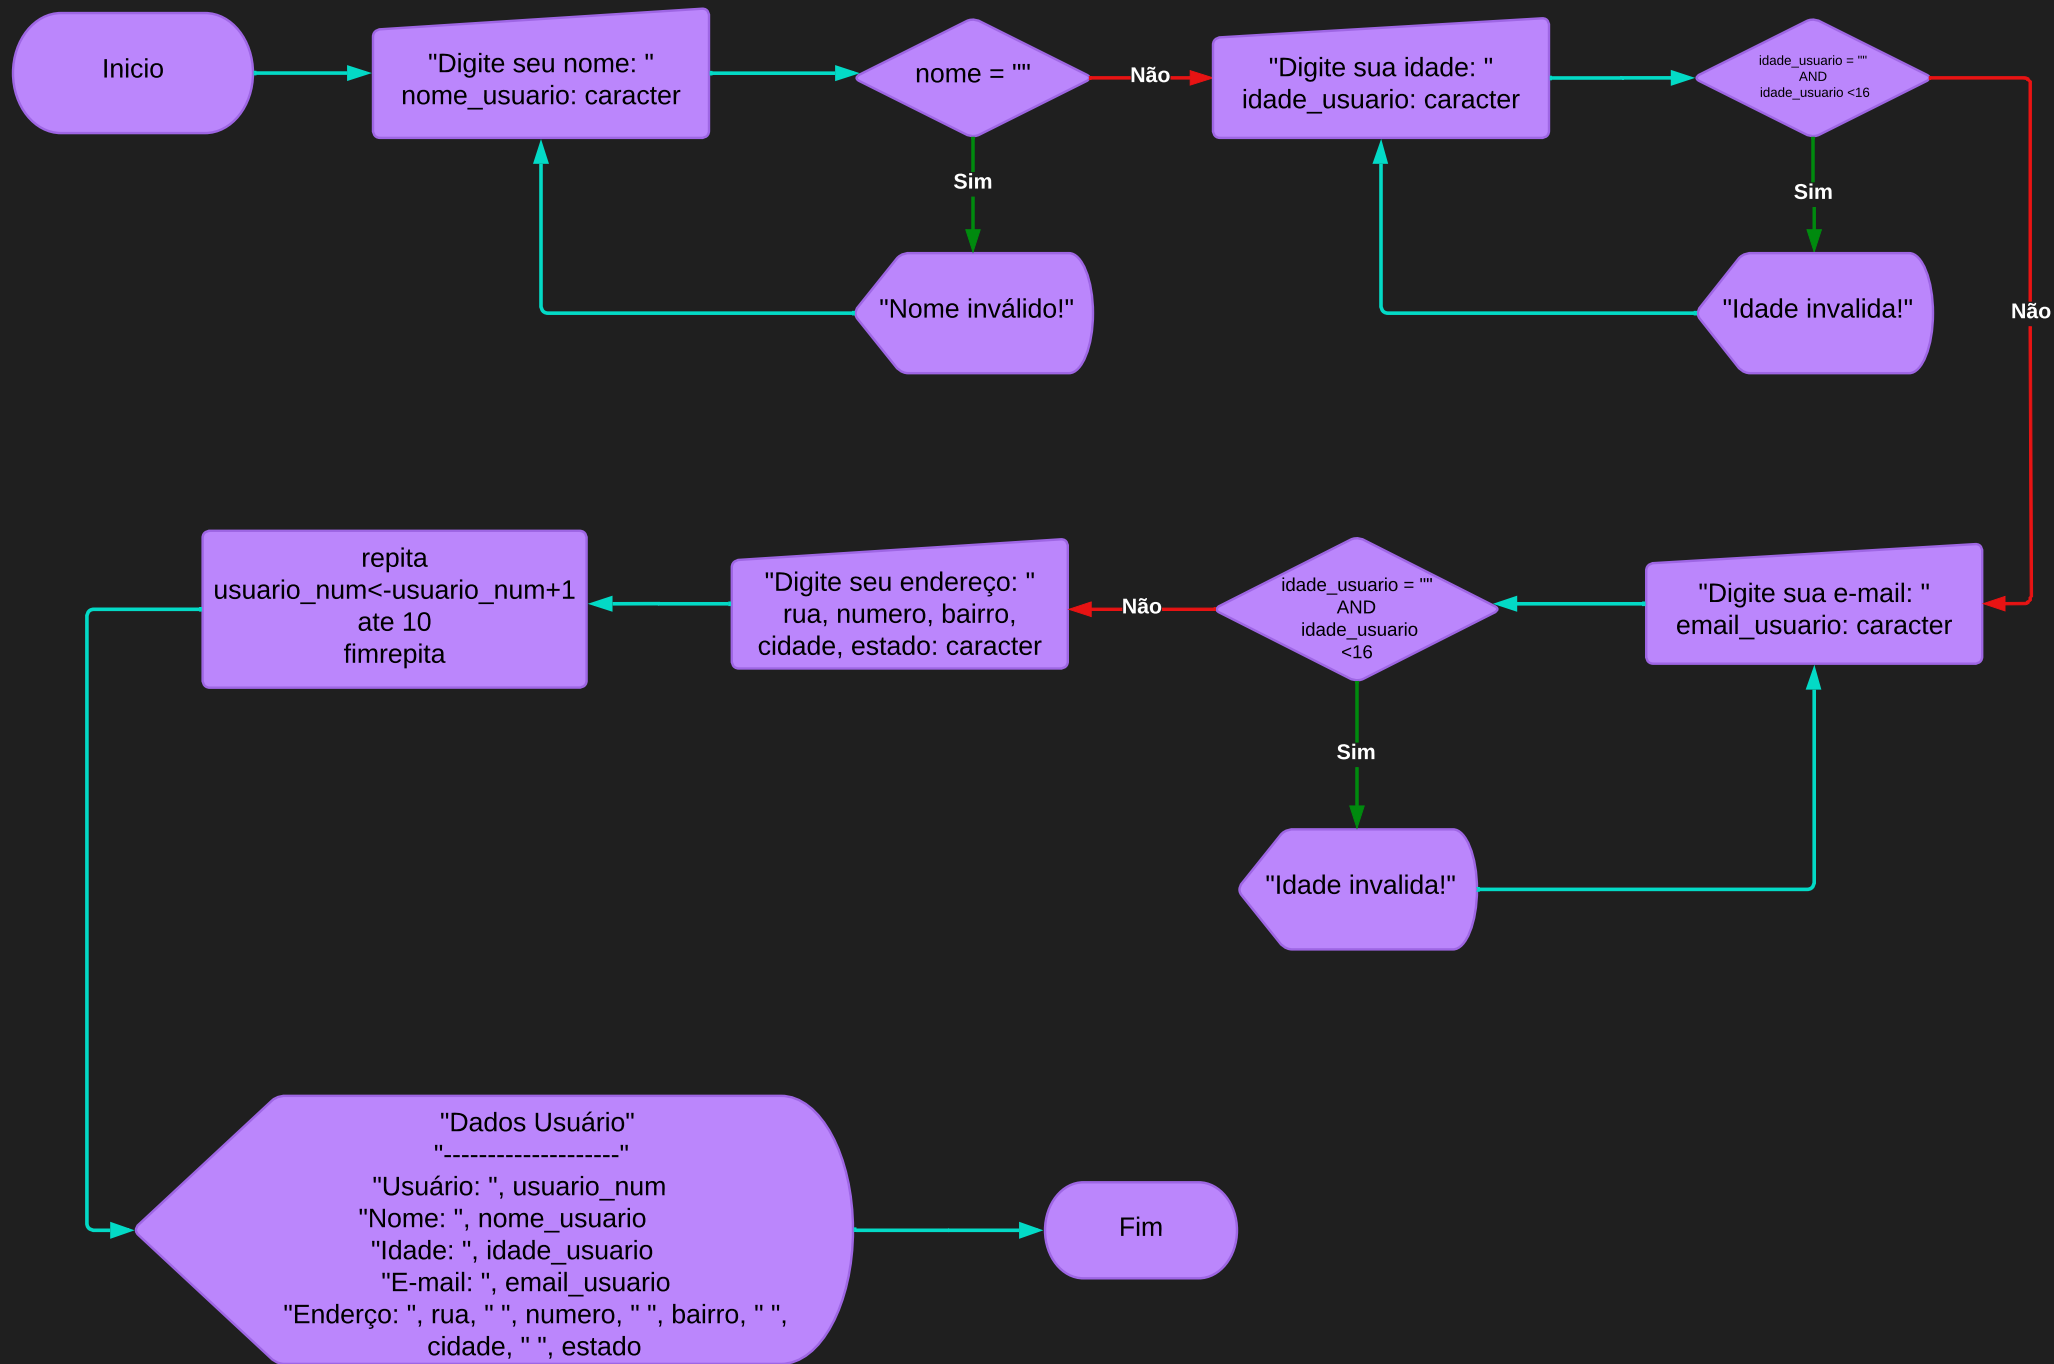 Inicio
"Digite seu nome: "
nome_usuario: caracter
nome = ""
Não
"Digite sua idade: "
idade_usuario: caracter
idade_usuario = ""
AND
idade_usuario <16
Sim
"Nome inválido!"
Sim
"Idade invalida!"
Não
"Digite sua e-mail: "
email_usuario: caracter
idade_usuario = ""
AND
idade_usuario
<16
Não
"Digite seu endereço: "
rua, numero, bairro,
cidade, estado: caracter
repita
usuario_num<-usuario_num+1
ate 10
fimrepita
Sim
"Idade invalida!"
"Dados Usuário"
"--------------------"
"Usuário: ", usuario_num
"Nome: ", nome_usuario
"Idade: ", idade_usuario
"E-mail: ", email_usuario
"Enderço: ", rua, " ", numero, " ", bairro, " ",
cidade, " ", estado
Fim